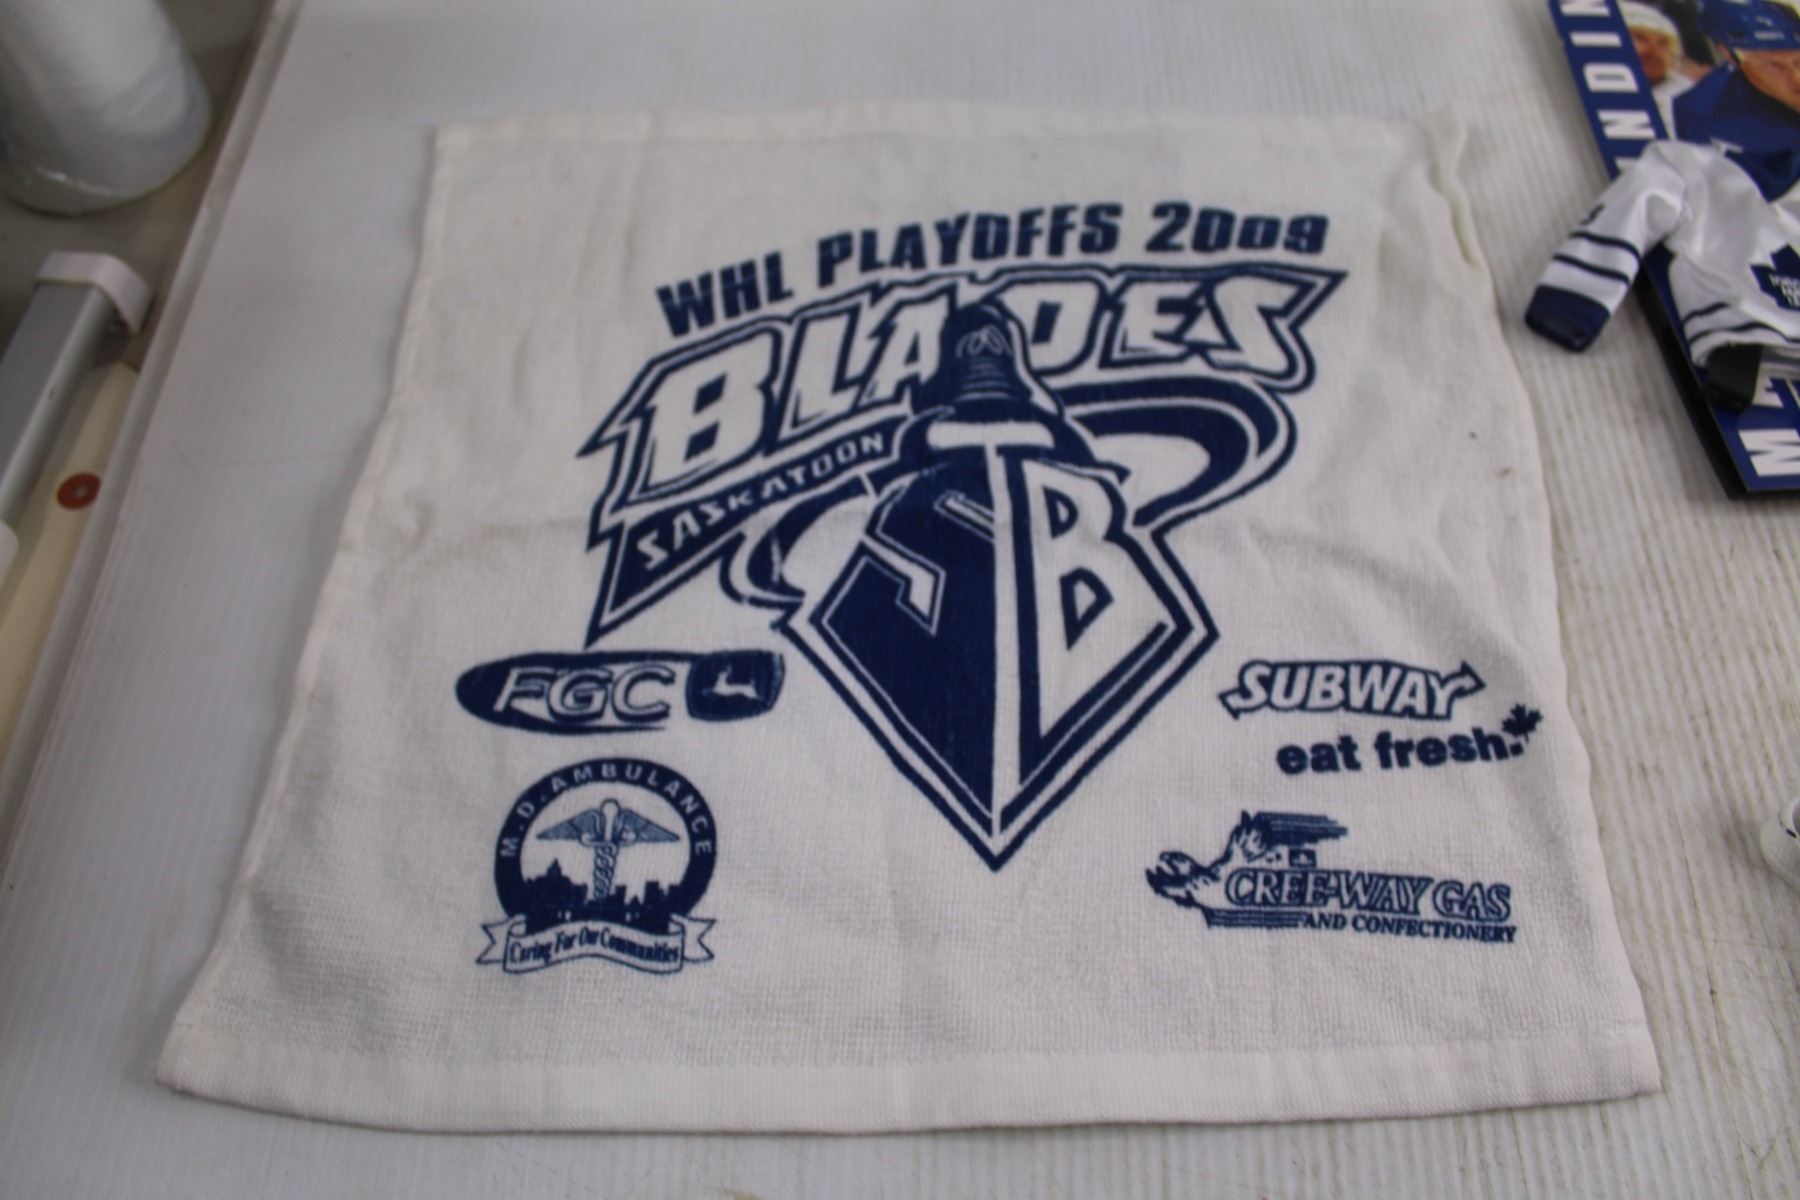 WHL PLAYOFFS 2009
BLADES
SASKATOON
SB
FGC
SUBWAY
eat fresh.
M.D. AMBULANCE
Caring For Our Communities
CREE-WAY GAS
AND CONFECTIONERY